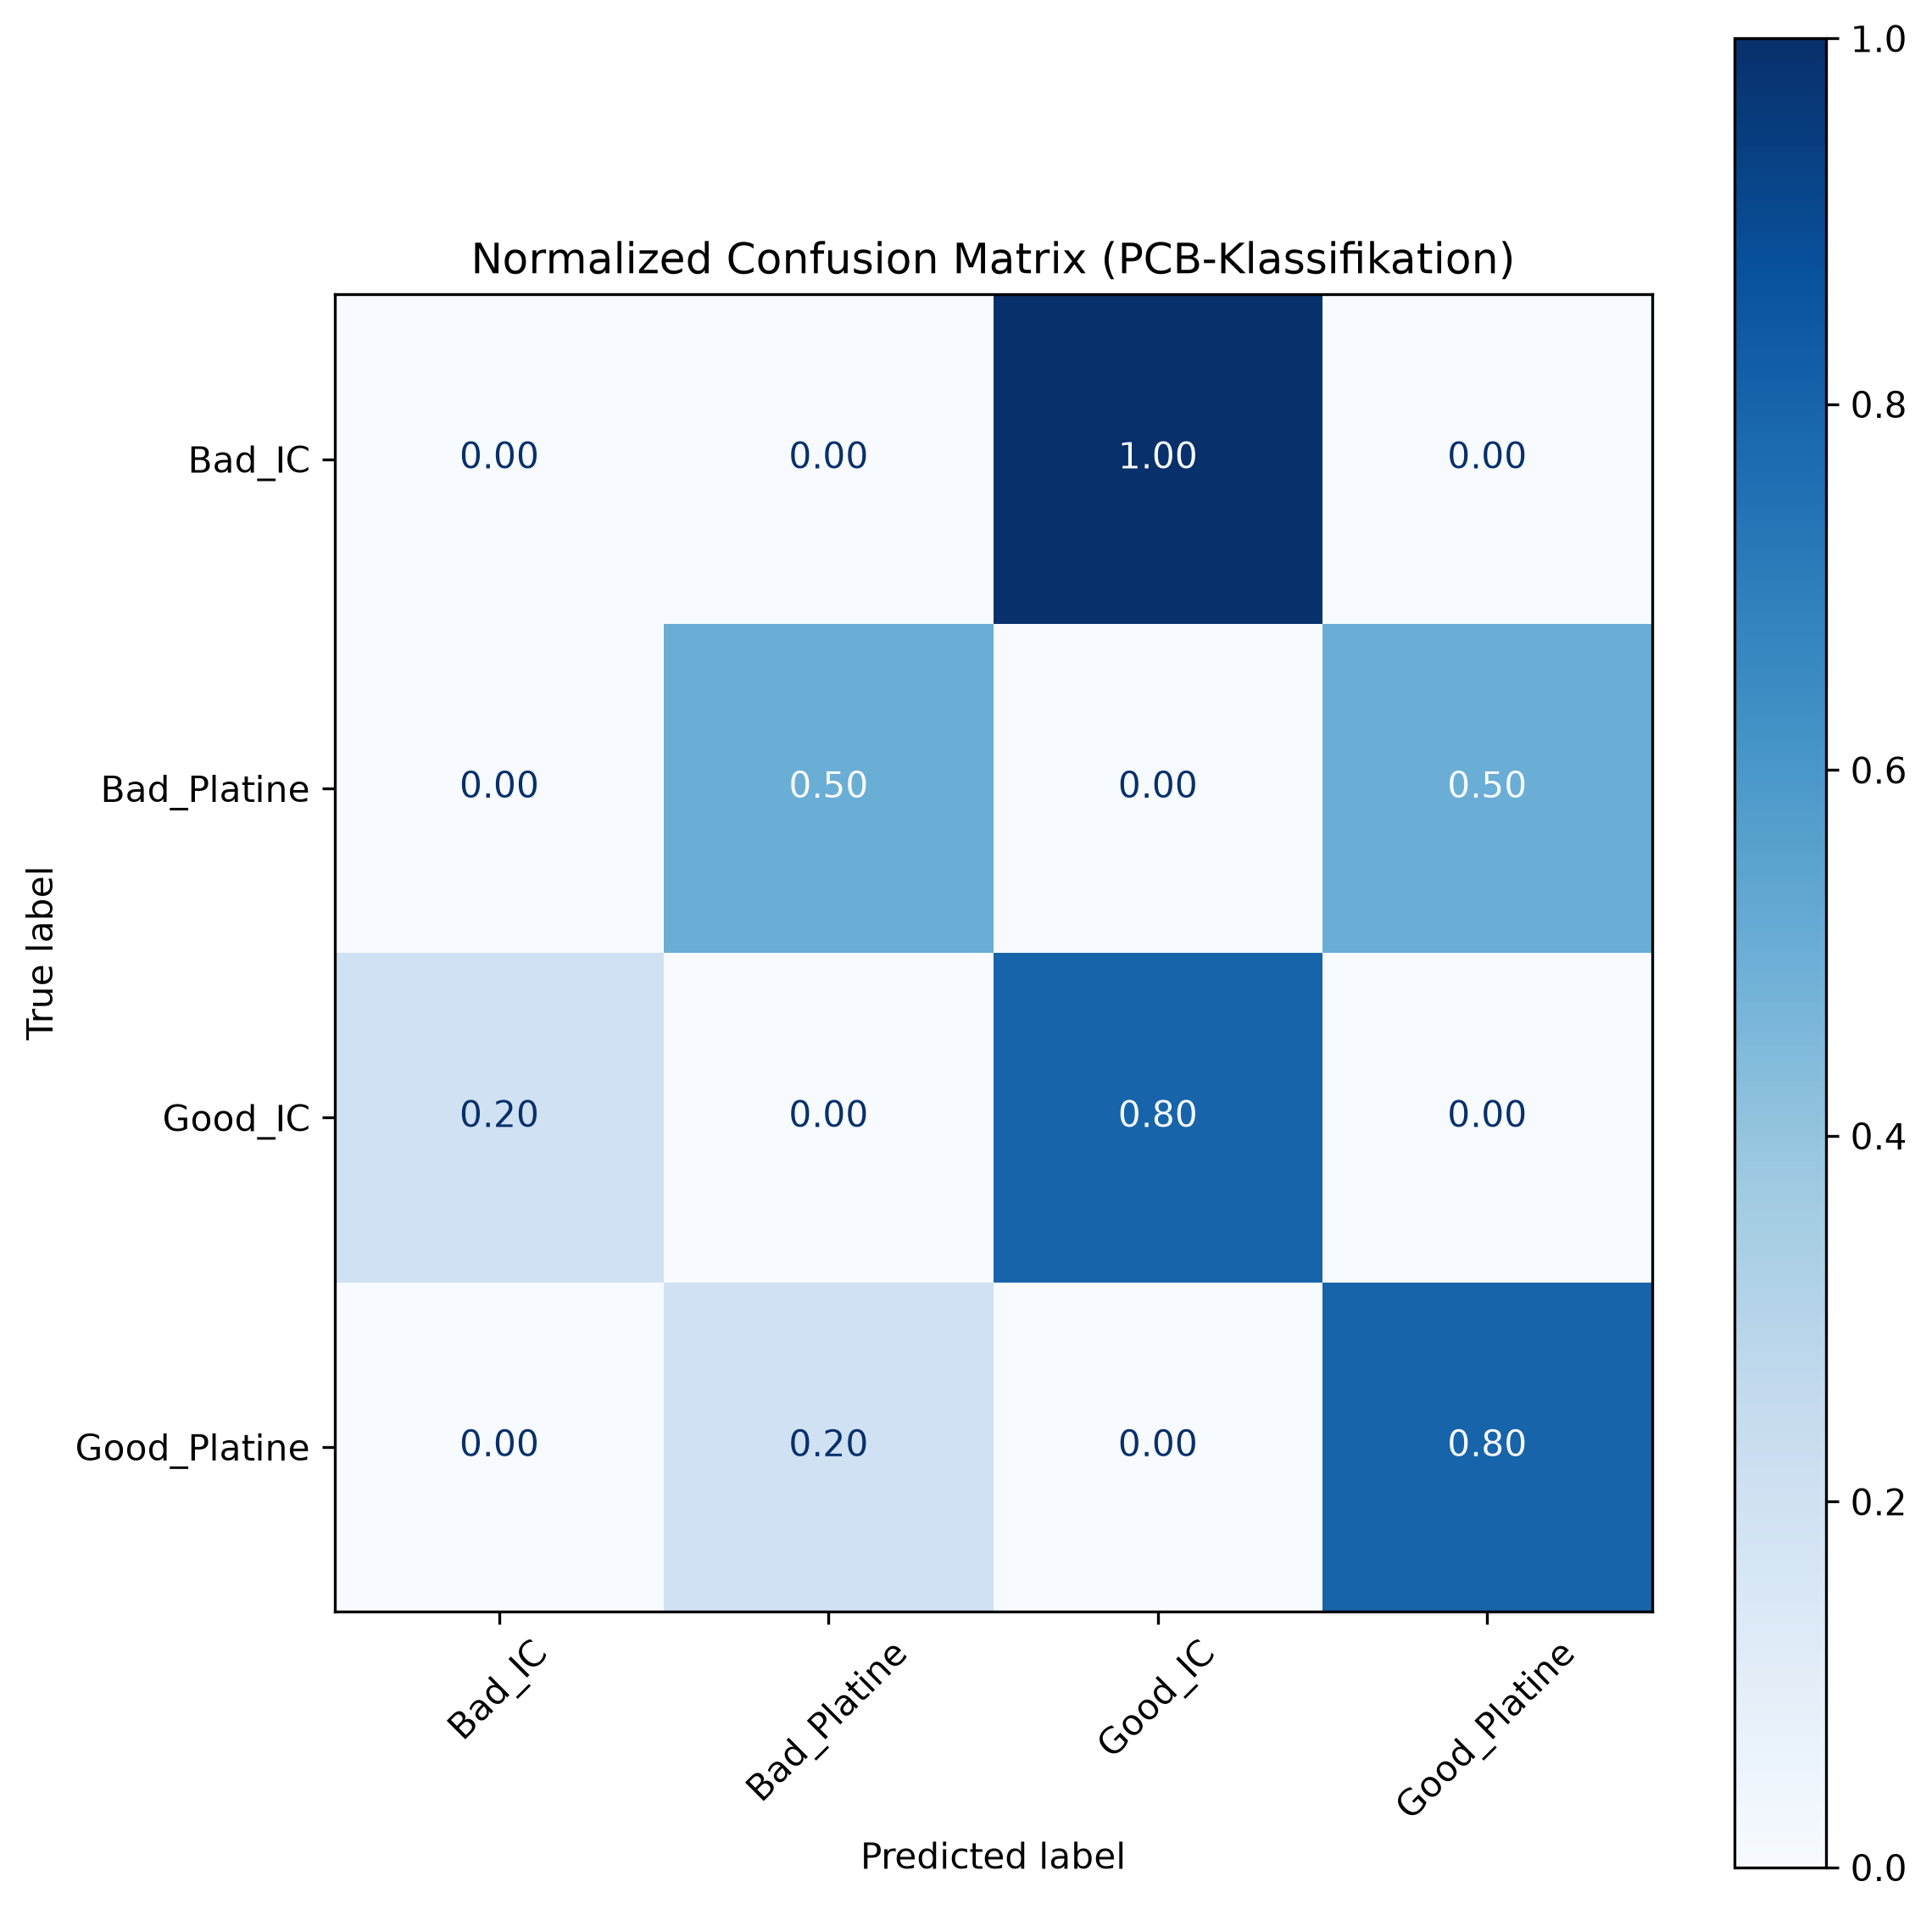 Normalized Confusion Matrix (PCB-Klassifikation)
Bad_IC 0.00 0.00 1.00 0.00
Bad_Platine 0.00 0.50 0.00 0.50
Good_IC 0.20 0.00 0.80 0.00
Good_Platine 0.00 0.20 0.00 0.80
True label
Bad_IC Bad_Platine Good_IC Good_Platine
Predicted label
1.0
0.8
0.6
0.4
0.2
0.0